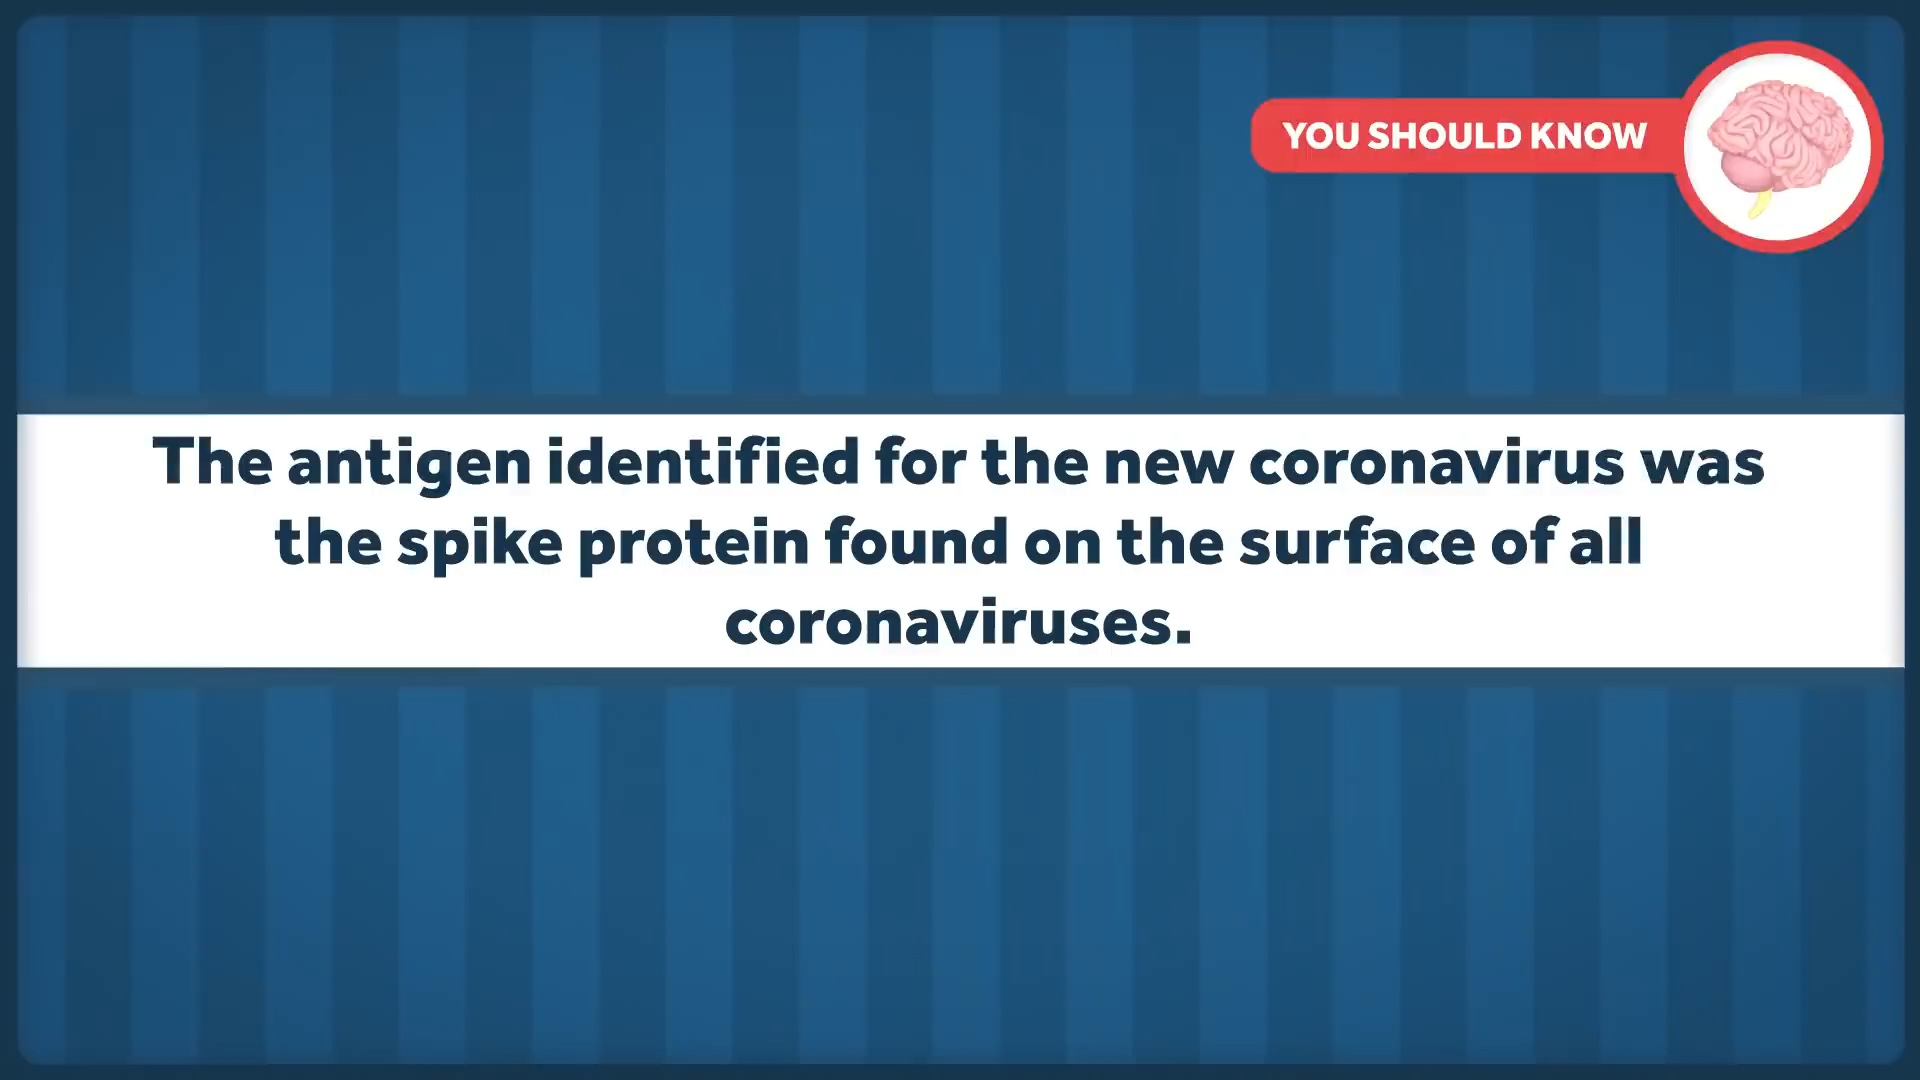 YOU SHOULD KNOW
The antigen identified for the new coronavirus was
the spike protein found on the surface of all
coronaviruses.